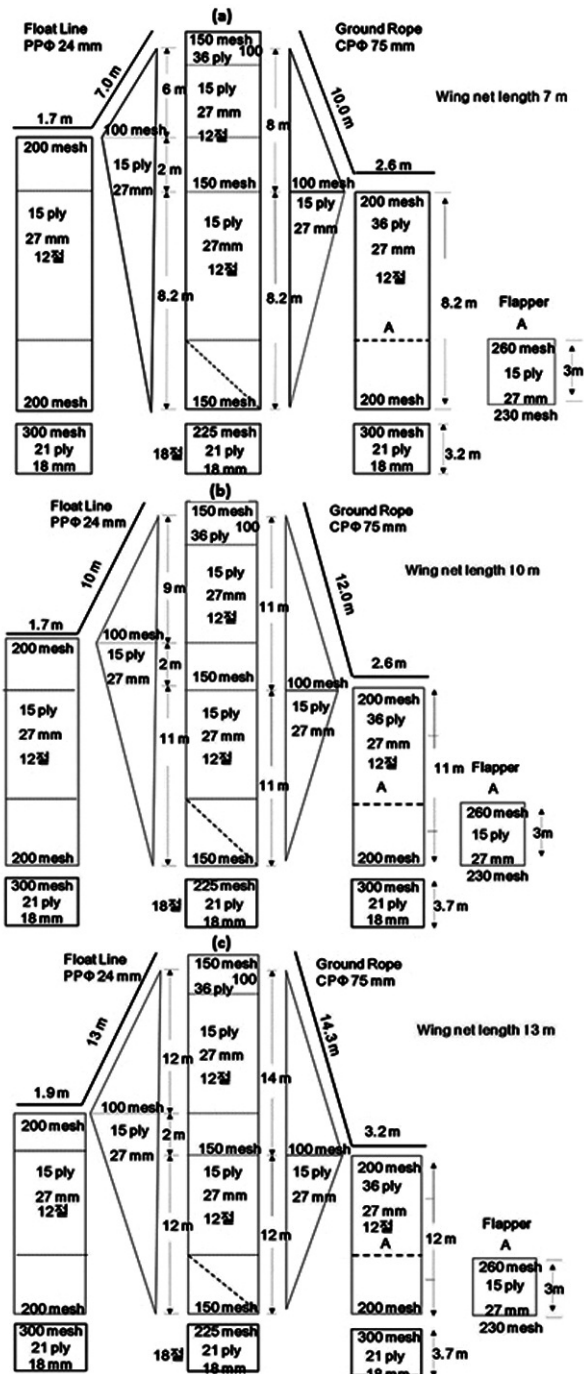 (a)
Float Line
PPΦ 24 mm
7.0 m
1.7 m
200 mesh
15 ply
27 mm
12절
200 mesh
300 mesh
21 ply
18 mm
100 mesh
15 ply
27mm
6 m
2 m
8.2 m
150 mesh
100
36 ply
15 ply
27 mm
12절
150 mesh
15 ply
27mm
12절
150 mesh
18절
225 mesh
21 ply
18 mm
8 m
8.2 m
100 mesh
15 ply
27 mm
Ground Rope
CPΦ 75 mm
10.0 m
Wing net length 7 m
2.6 m
200 mesh
36 ply
27 mm
12절
A
200 mesh
8.2 m
300 mesh
21 ply
18 mm
3.2 m
Flapper
A
260 mesh
15 ply
27 mm
230 mesh
3m
(b)
Float Line
PPΦ 24 mm
10 m
1.7 m
200 mesh
15 ply
27 mm
12절
200 mesh
300 mesh
21 ply
18 mm
100 mesh
15 ply
27 mm
9 m
2 m
11 m
150 mesh
100
36 ply
15 ply
27mm
12절
150 mesh
15 ply
27 mm
12절
150 mesh
18절
225 mesh
21 ply
18 mm
11 m
11 m
100 mesh
15 ply
27 mm
Ground Rope
CPΦ 75 mm
12.0 m
Wing net length 10 m
2.6 m
200 mesh
36 ply
27 mm
12절
A
200 mesh
11 m
300 mesh
21 ply
18 mm
3.7 m
Flapper
A
260 mesh
15 ply
27 mm
230 mesh
3m
(c)
Float Line
PPΦ 24 mm
13 m
1.9 m
200 mesh
15 ply
27 mm
12절
200 mesh
300 mesh
21 ply
18 mm
100 mesh
15 ply
27 mm
12 m
2 m
12 m
150 mesh
100
36 ply
15 ply
27 mm
12절
150 mesh
15 ply
27 mm
12절
150 mesh
18절
225 mesh
21 ply
18 mm
14 m
12 m
100 mesh
15 ply
27 mm
Ground Rope
CPΦ 75 mm
14.3 m
Wing net length 13 m
3.2 m
200 mesh
36 ply
27 mm
12절
A
200 mesh
12 m
300 mesh
21 ply
18 mm
3.7 m
Flapper
A
260 mesh
15 ply
27 mm
230 mesh
3m